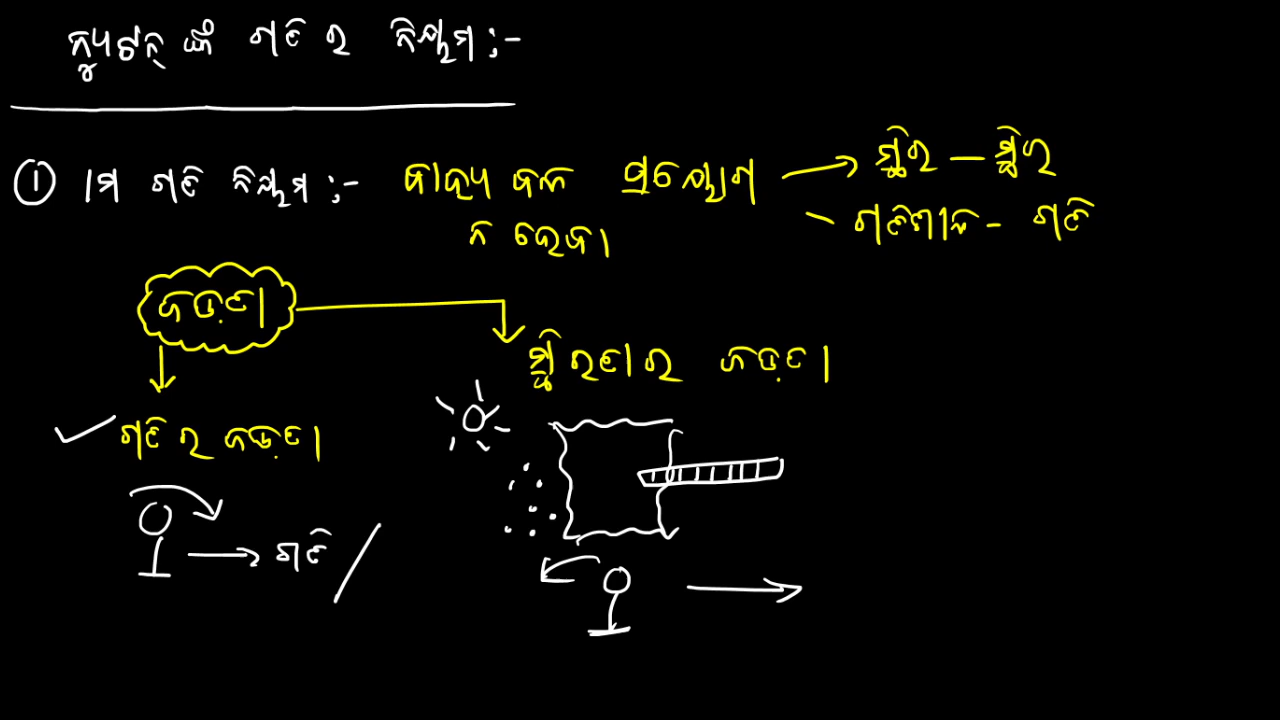 ନ୍ୟୁଟନ୍ ଙ୍କ ଗତି ର ନିୟମ :-
① ୧ମ ଗତି ନିୟମ :- ବାହ୍ୟ ବଳ ପ୍ରୟୋଗ → ସ୍ଥିର — ସ୍ଥିର
ନ ହେଲେ। - ଗତିଶୀଳ - ଗତି
ଜଡ଼ତା
ସ୍ଥିରତାର ଜଡ଼ତା
ଗତି ର ଜଡ଼ତା
ଗତି